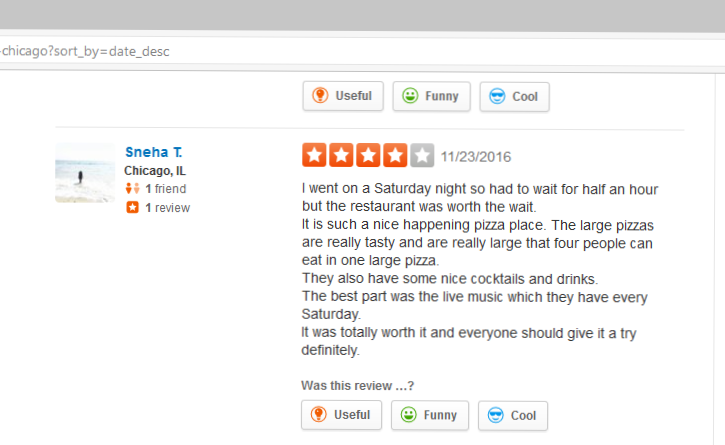 -chicago?sort_by=date_desc
Useful Funny Cool
Sneha T.
Chicago, IL
1 friend
1 review
11/23/2016
I went on a Saturday night so had to wait for half an hour
but the restaurant was worth the wait.
It is such a nice happening pizza place. The large pizzas
are really tasty and are really large that four people can
eat in one large pizza.
They also have some nice cocktails and drinks.
The best part was the live music which they have every
Saturday.
It was totally worth it and everyone should give it a try
definitely.
Was this review ...?
Useful Funny Cool